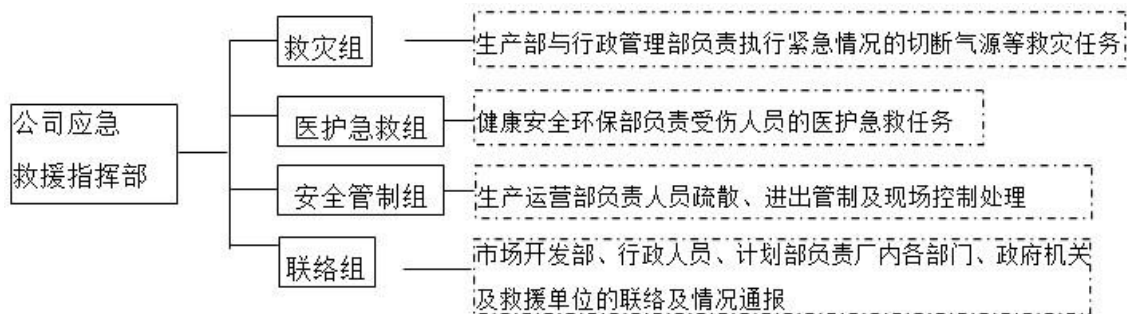 救灾组
生产部与行政管理部负责执行紧急情况的切断气源等救灾任务
公司应急
救援指挥部
医护急救组
健康安全环保部负责受伤人员的医护急救任务
安全管制组
生产运营部负责人员疏散、进出管制及现场控制处理
联络组
市场开发部、行政人员、计划部负责厂内各部门、政府机关
及救援单位的联络及情况通报